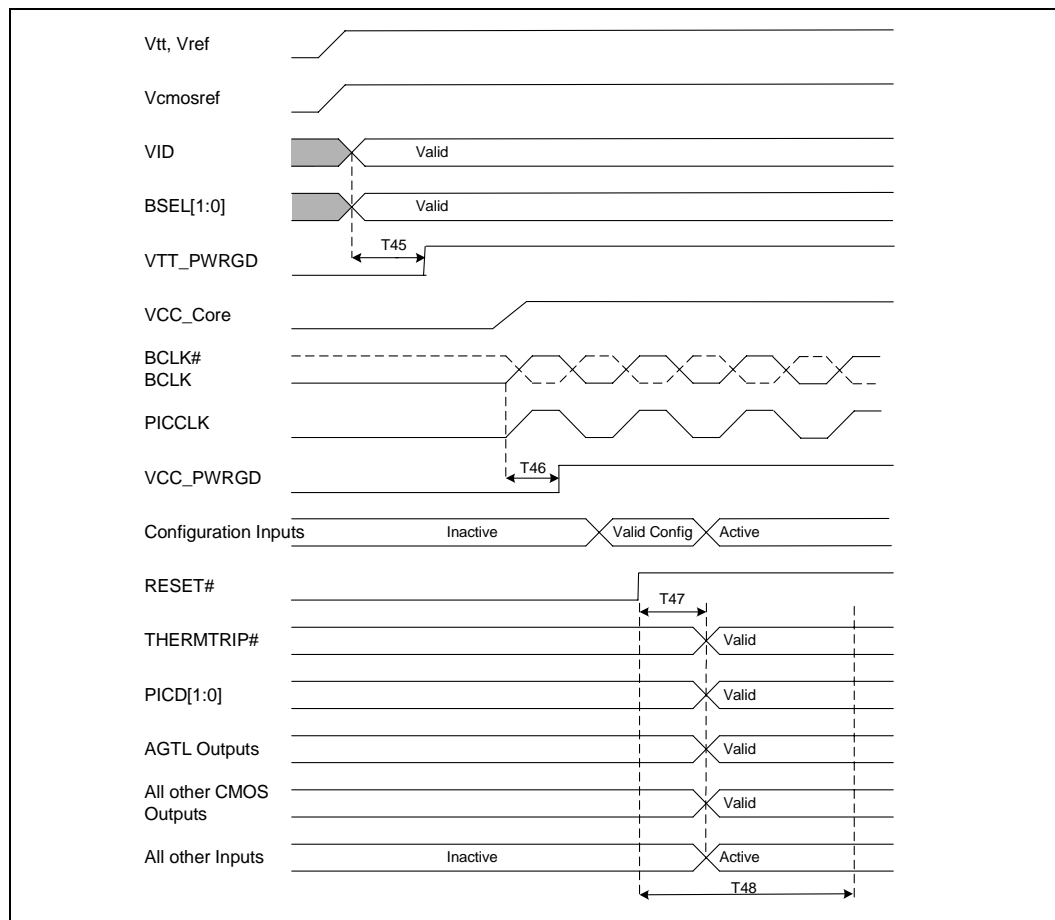 Vtt, Vref
Vcmosref
VID
Valid
BSEL[1:0]
Valid
T45
VTT_PWRGD
VCC_Core
BCLK#
BCLK
PICCLK
T46
VCC_PWRGD
Configuration Inputs
Inactive
Valid Config
Active
RESET#
T47
THERMTRIP#
Valid
PICD[1:0]
Valid
AGTL Outputs
Valid
All other CMOS
Outputs
Valid
All other Inputs
Inactive
Active
T48